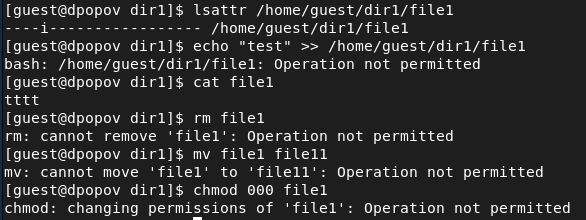 [guest@dpopov dir1]$ lsattr /home/guest/dir1/file1
----i----------------- /home/guest/dir1/file1
[guest@dpopov dir1]$ echo "test" >> /home/guest/dir1/file1
bash: /home/guest/dir1/file1: Operation not permitted
[guest@dpopov dir1]$ cat file1
tttt
[guest@dpopov dir1]$ rm file1
rm: cannot remove 'file1': Operation not permitted
[guest@dpopov dir1]$ mv file1 file11
mv: cannot move 'file1' to 'file11': Operation not permitted
[guest@dpopov dir1]$ chmod 000 file1
chmod: changing permissions of 'file1': Operation not permitted